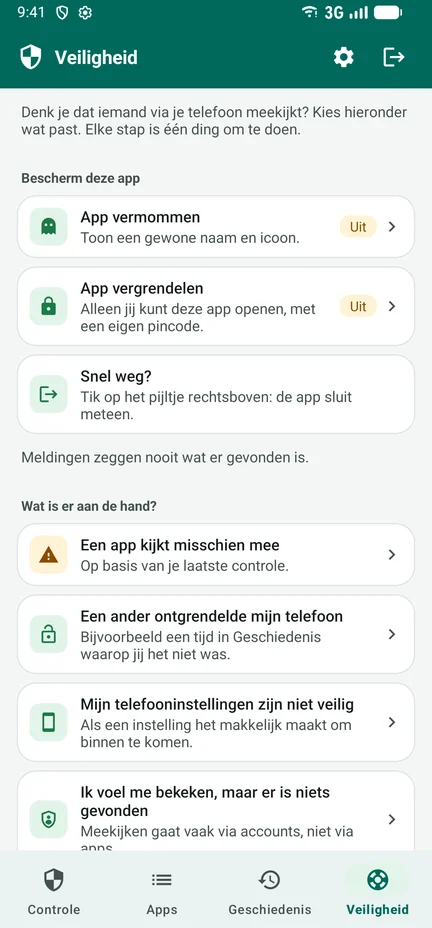 9:41
3G
Veiligheid
Denk je dat iemand via je telefoon meekijkt? Kies hieronder
wat past. Elke stap is één ding om te doen.
Bescherm deze app
App vermommen
Toon een gewone naam en icoon.
Uit
App vergrendelen
Alleen jij kunt deze app openen, met
een eigen pincode.
Uit
Snel weg?
Tik op het pijltje rechtsboven: de app sluit
meteen.
Meldingen zeggen nooit wat er gevonden is.
Wat is er aan de hand?
Een app kijkt misschien mee
Op basis van je laatste controle.
Een ander ontgrendelde mijn telefoon
Bijvoorbeeld een tijd in Geschiedenis
waarop jij het niet was.
Mijn telefooninstellingen zijn niet veilig
Als een instelling het makkelijk maakt om
binnen te komen.
Ik voel me bekeken, maar er is niets
gevonden
Meekijken gaat vaak via accounts, niet via
apps.
Controle
Apps
Geschiedenis
Veiligheid